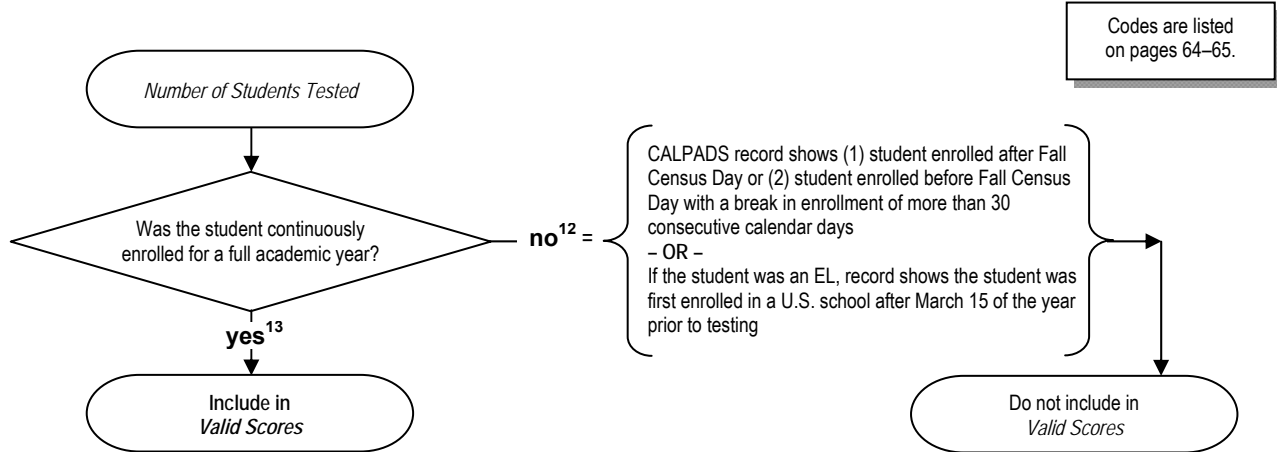 Codes are listed
on pages 64–65.
Number of Students Tested
Was the student continuously
enrolled for a full academic year?
no12 =
CALPADS record shows (1) student enrolled after Fall
Census Day or (2) student enrolled before Fall Census
Day with a break in enrollment of more than 30
consecutive calendar days
– OR –
If the student was an EL, record shows the student was
first enrolled in a U.S. school after March 15 of the year
prior to testing
yes13
Include in
Valid Scores
Do not include in
Valid Scores